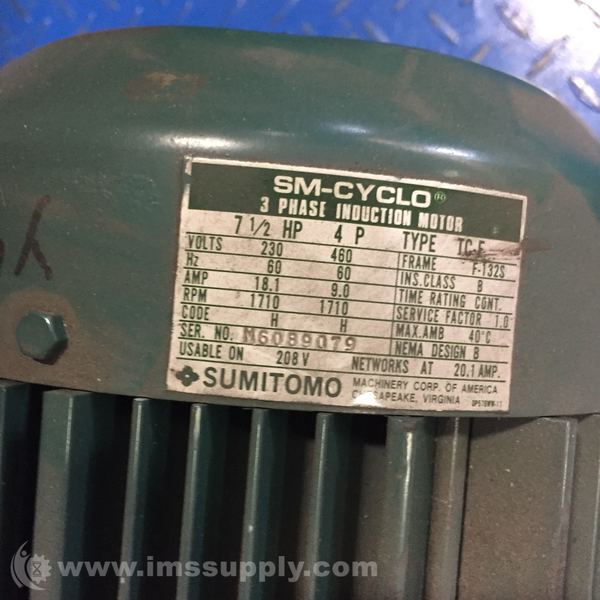 SM-CYCLO®
3 PHASE INDUCTION MOTOR
7 1/2 HP 4 P TYPE TC-F
VOLTS 230 460 FRAME F-132S
Hz 60 60 INS.CLASS B
AMP 18.1 9.0 TIME RATING CONT.
RPM 1710 1710 SERVICE FACTOR 1.0
CODE H H MAX.AMB 40°C
SER. NO. M6089079 NEMA DESIGN B
USABLE ON 208 V NETWORKS AT 20.1 AMP.
SUMITOMO MACHINERY CORP. OF AMERICA
CHESAPEAKE, VIRGINIA
www.imssupply.com